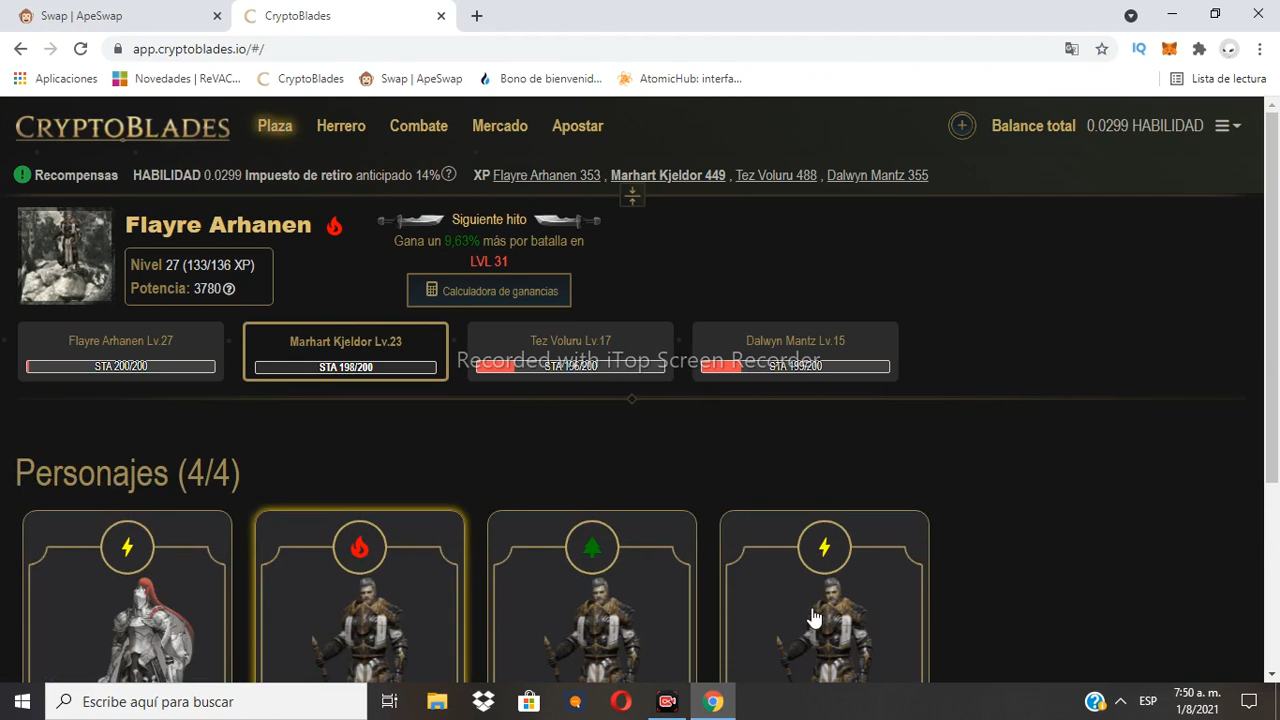 Swap | ApeSwap
CryptoBlades
app.cryptoblades.io/#/
Aplicaciones
Novedades | ReVAC...
CryptoBlades
Swap | ApeSwap
Bono de bienvenid...
AtomicHub: interfa...
Lista de lectura
CRYPTOBLADES
Plaza
Herrero
Combate
Mercado
Apostar
Balance total 0.0299 HABILIDAD
Recompensas HABILIDAD 0.0299 Impuesto de retiro anticipado 14% XP Flayre Arhanen 353 , Marhart Kjeldor 449 , Tez Voluru 488 , Dalwyn Mantz 355
Flayre Arhanen
Nivel 27 (133/136 XP)
Potencia: 3780
Siguiente hito
Gana un 9,63% más por batalla en
LVL 31
Calculadora de ganancias
Flayre Arhanen Lv.27
STA 200/200
Marhart Kjeldor Lv.23
STA 198/200
Tez Voluru Lv.17
STA 196/200
Dalwyn Mantz Lv.15
STA 199/200
Recorded with iTop Screen Recorder
Personajes (4/4)
Escribe aquí para buscar
ESP
7:50 a. m.
1/8/2021